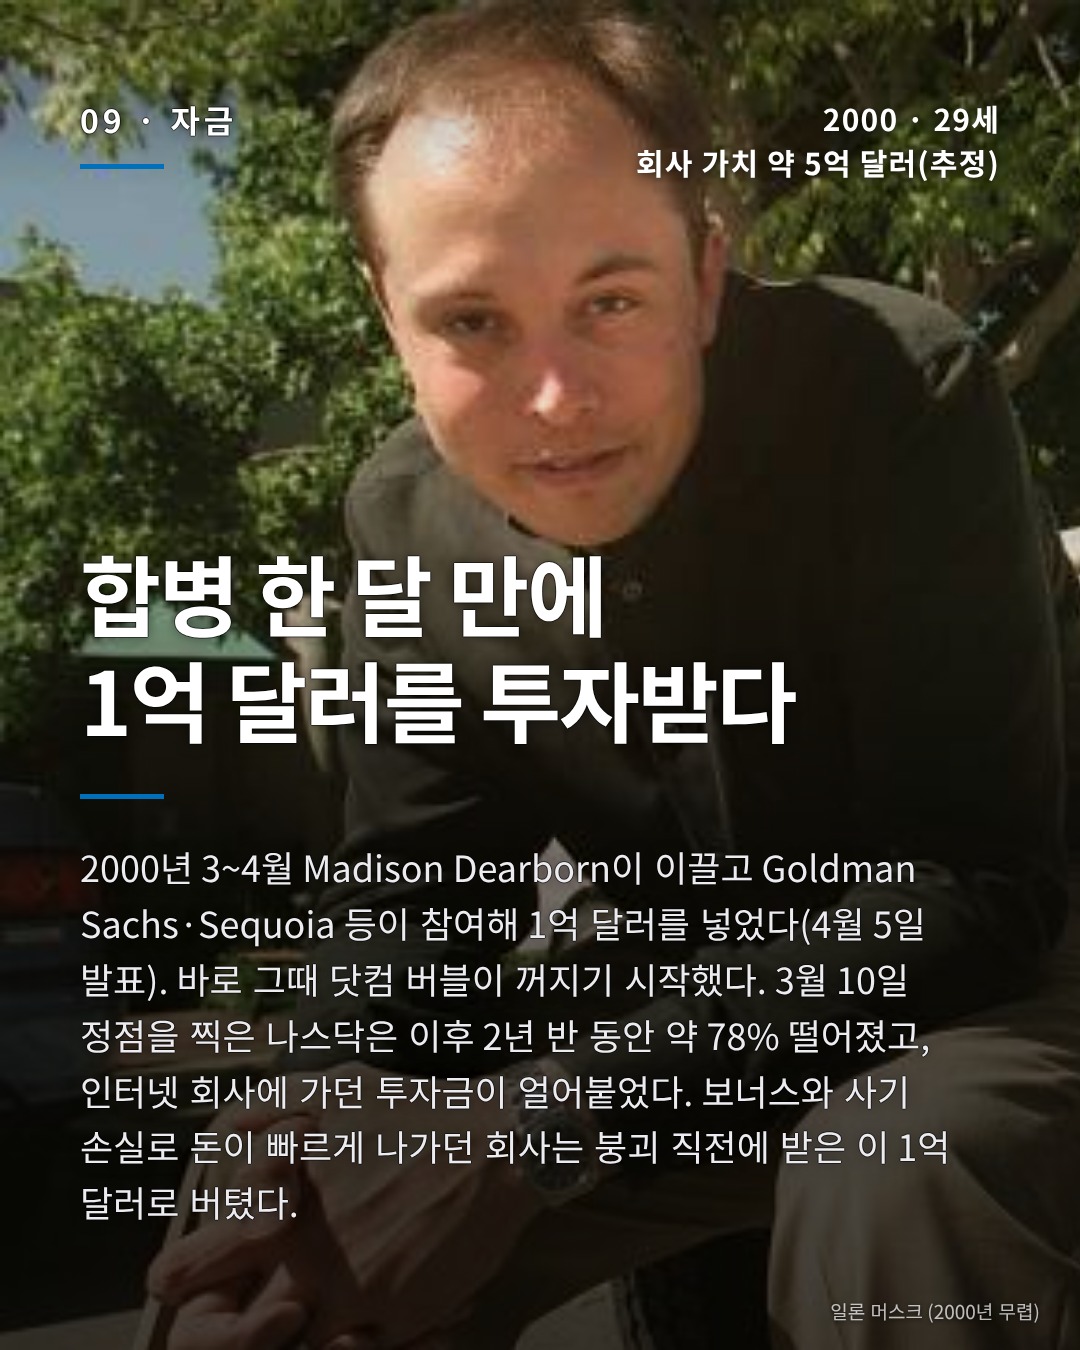 09 · 자금
2000 · 29세
회사 가치 약 5억 달러(추정)
합병 한 달 만에
1억 달러를 투자받다
2000년 3~4월 Madison Dearborn이 이끌고 Goldman
Sachs·Sequoia 등이 참여해 1억 달러를 넣었다(4월 5일
발표). 바로 그때 닷컴 버블이 꺼지기 시작했다. 3월 10일
정점을 찍은 나스닥은 이후 2년 반 동안 약 78% 떨어졌고,
인터넷 회사에 가던 투자금이 얼어붙었다. 보너스와 사기
손실로 돈이 빠르게 나가던 회사는 붕괴 직전에 받은 이 1억
달러로 버텼다.
일론 머스크 (2000년 무렵)